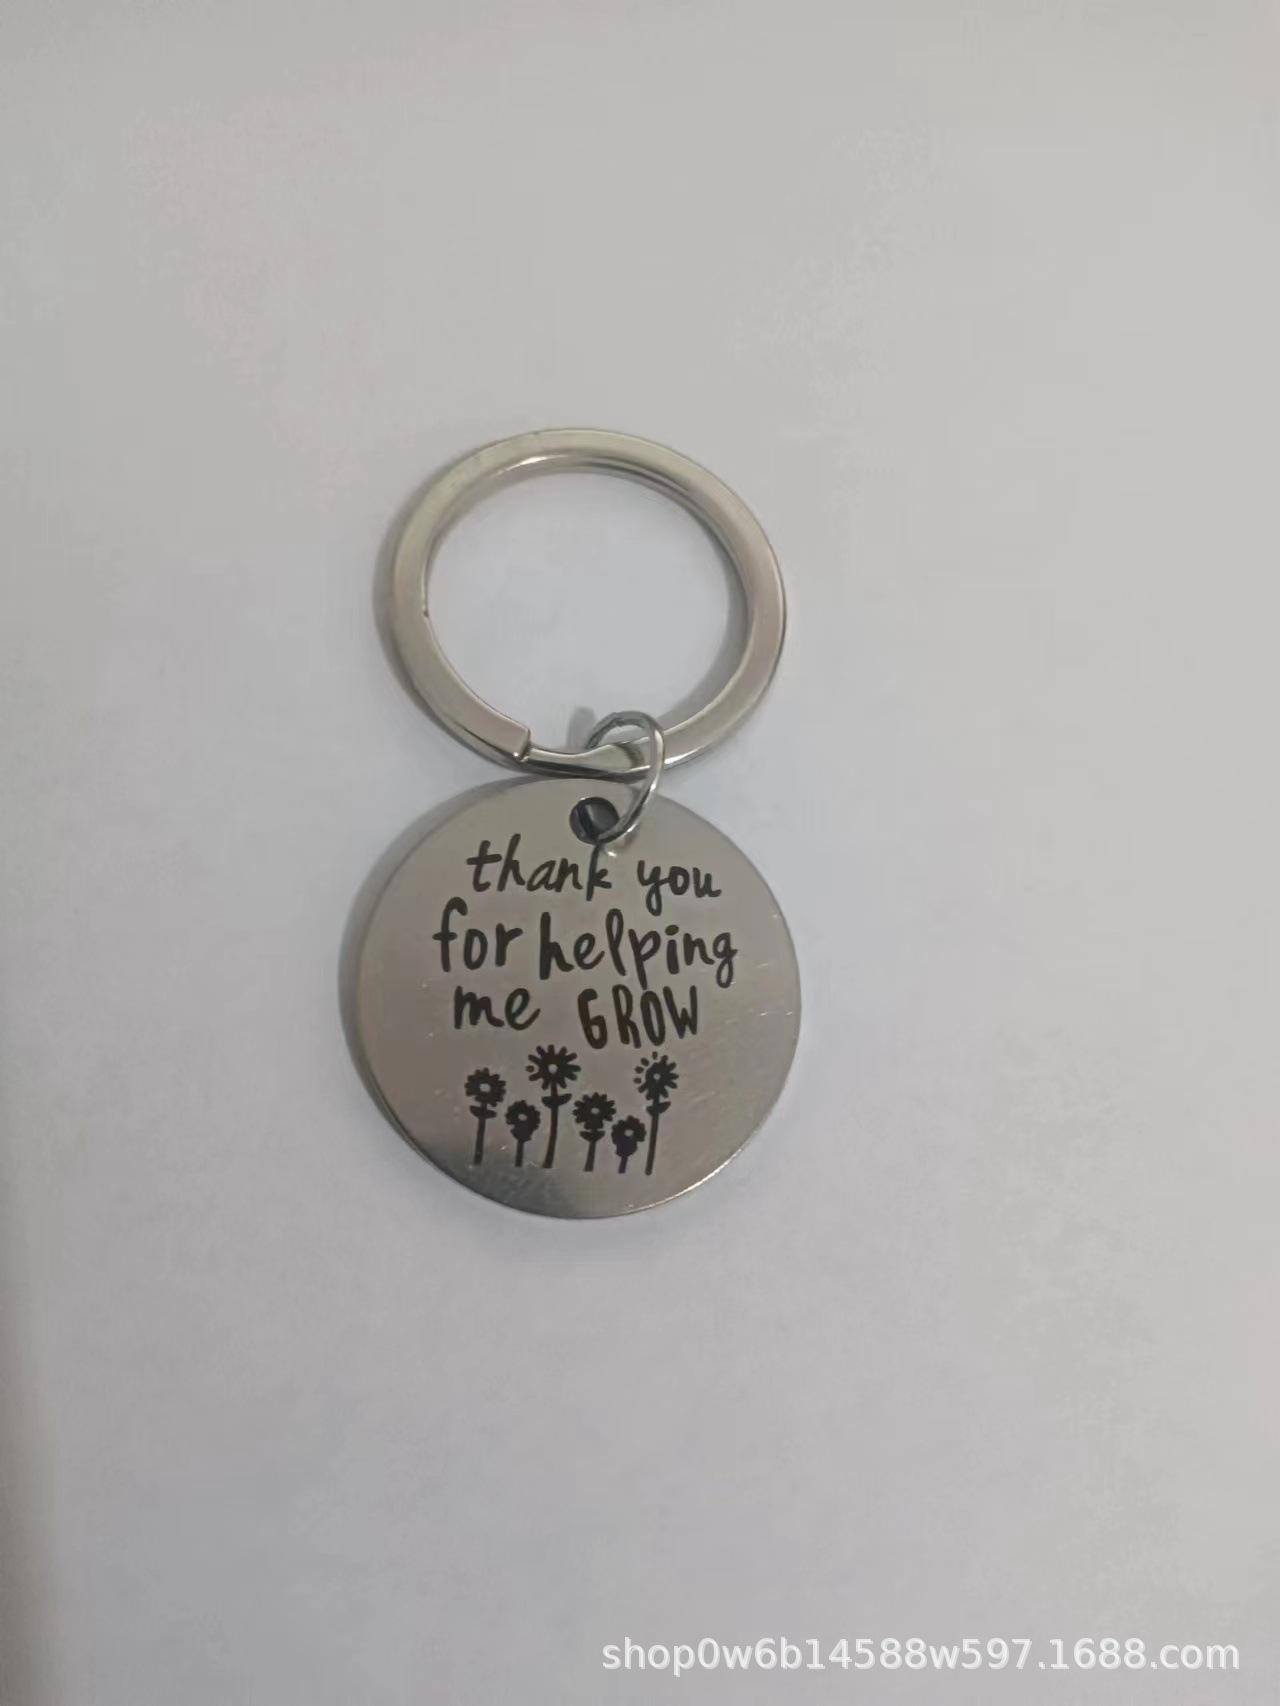 thank you
for helping
me GROW
shop0w6b14588w597.1688.com